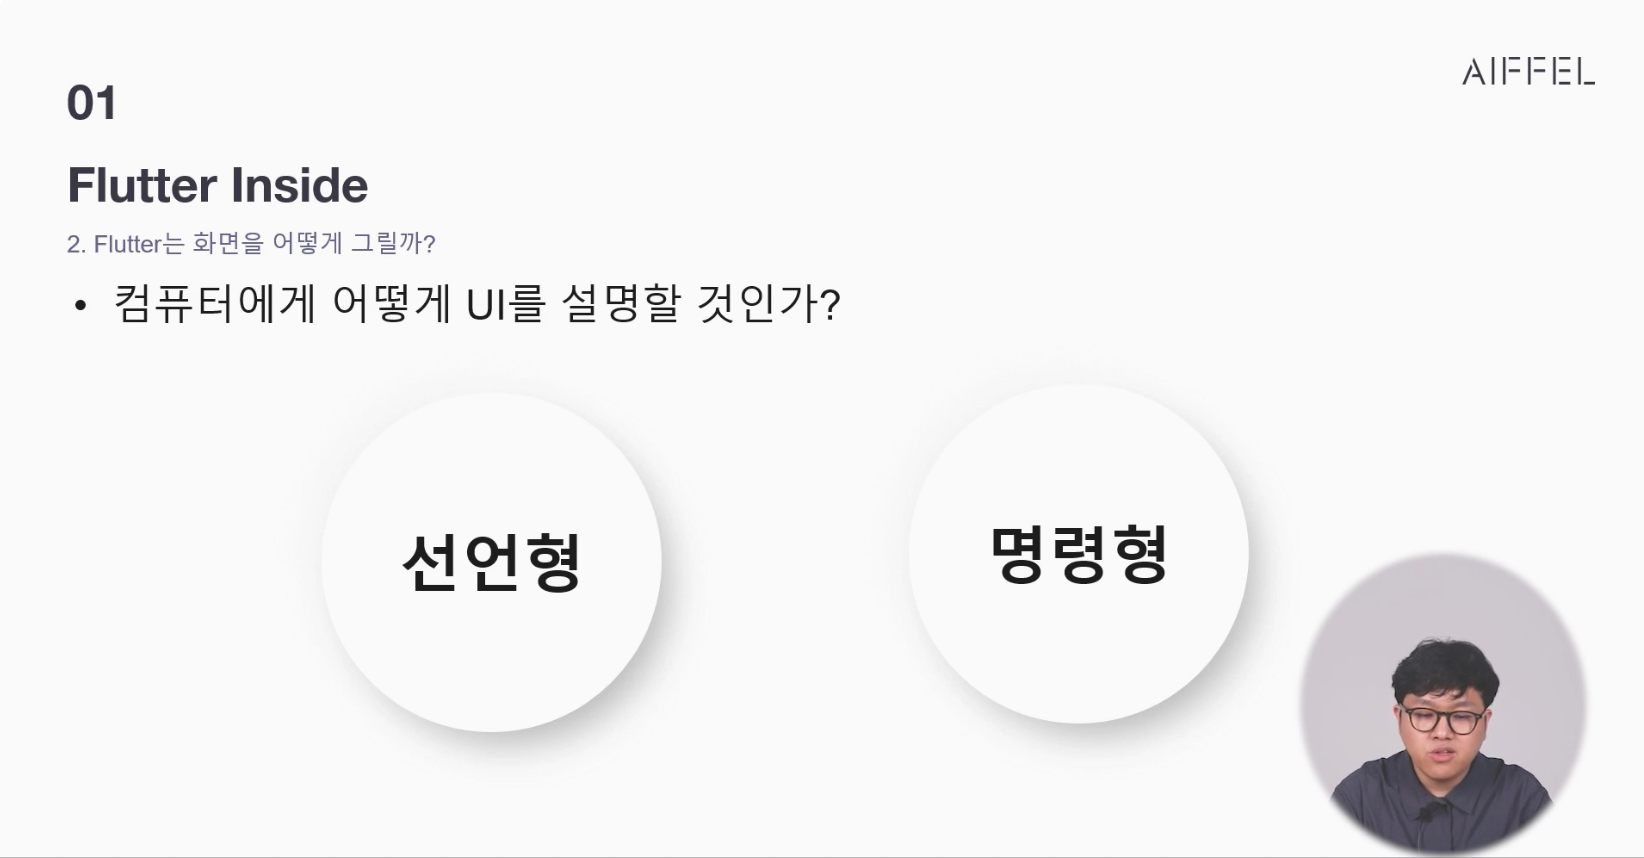 AIFFEL
01
Flutter Inside
2. Flutter는 화면을 어떻게 그릴까?
• 컴퓨터에게 어떻게 UI를 설명할 것인가?
선언형
명령형